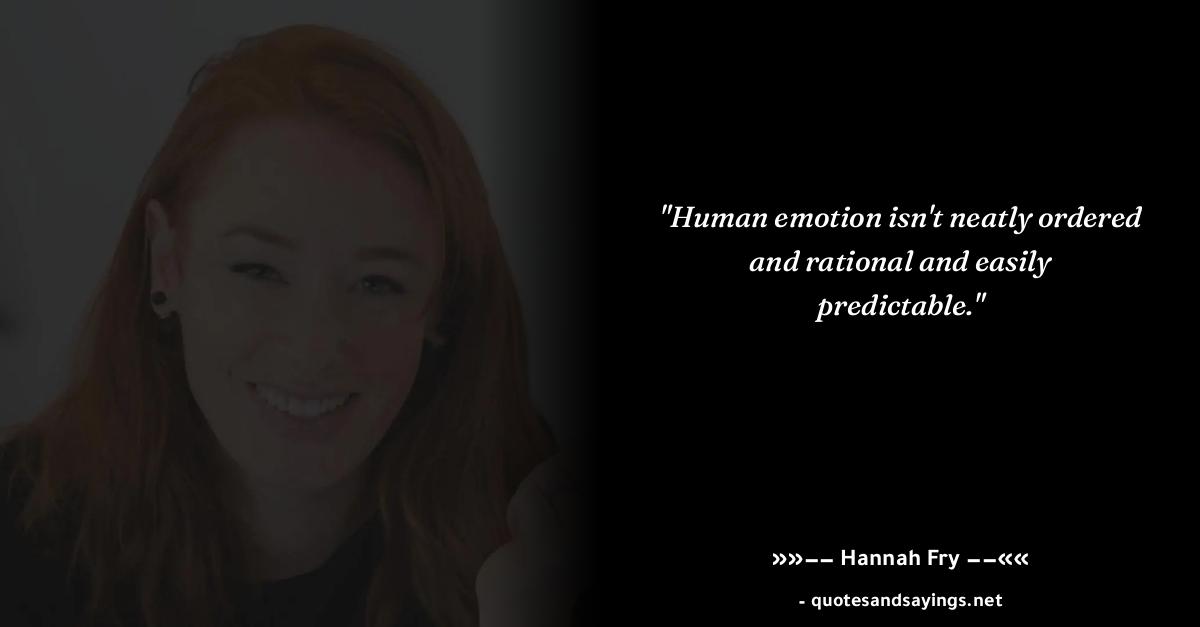 "Human emotion isn't neatly ordered
and rational and easily
predictable."
»»–– Hannah Fry ––««
- quotesandsayings.net